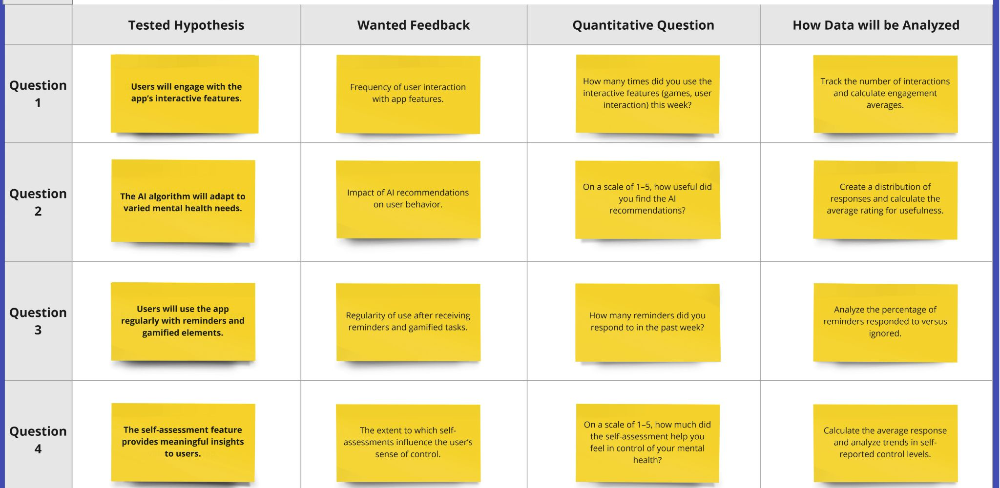 Tested Hypothesis
Wanted Feedback
Quantitative Question
How Data will be Analyzed
Question
1
Users will engage with the
app's interactive features.
Frequency of user interaction
with app features.
How many times did you use the
interactive features (games, user
interaction) this week?
Track the number of interactions
and calculate engagement
averages.
Question
2
The AI algorithm will adapt to
varied mental health needs.
Impact of AI recommendations
on user behavior.
On a scale of 1–5, how useful did
you find the AI
recommendations?
Create a distribution of
responses and calculate the
average rating for usefulness.
Question
3
Users will use the app
regularly with reminders and
gamified elements.
Regularity of use after receiving
reminders and gamified tasks.
How many reminders did you
respond to in the past week?
Analyze the percentage of
reminders responded to versus
ignored.
Question
4
The self-assessment feature
provides meaningful insights
to users.
The extent to which self-
assessments influence the user's
sense of control.
On a scale of 1–5, how much did
the self-assessment help you
feel in control of your mental
health?
Calculate the average response
and analyze trends in self-
reported control levels.